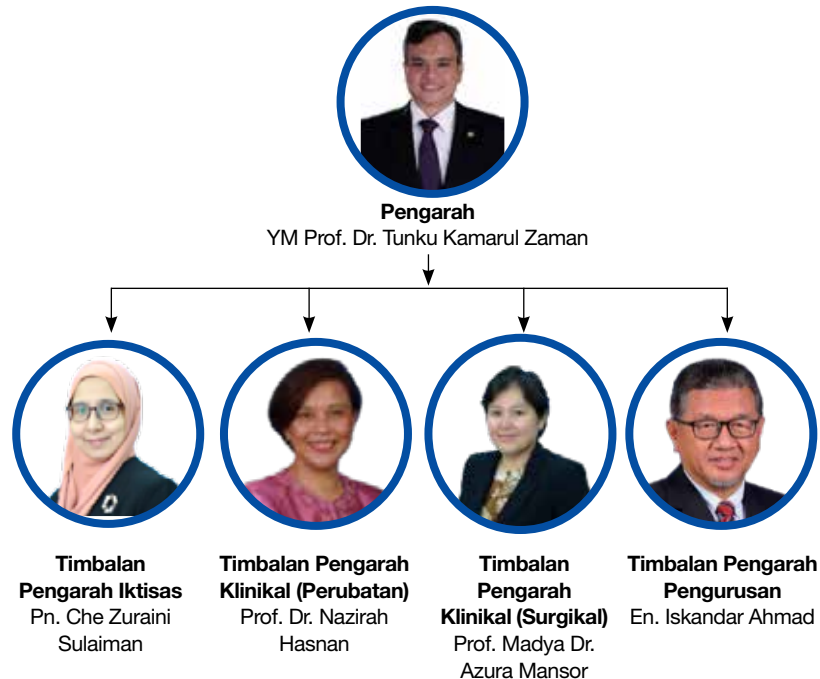 Pengarah
YM Prof. Dr. Tunku Kamarul Zaman
Timbalan
Pengarah Iktisas
Pn. Che Zuraini
Sulaiman
Timbalan Pengarah
Klinikal (Perubatan)
Prof. Dr. Nazirah
Hasnan
Timbalan
Pengarah
Klinikal (Surgikal)
Prof. Madya Dr.
Azura Mansor
Timbalan Pengarah
Pengurusan
En. Iskandar Ahmad